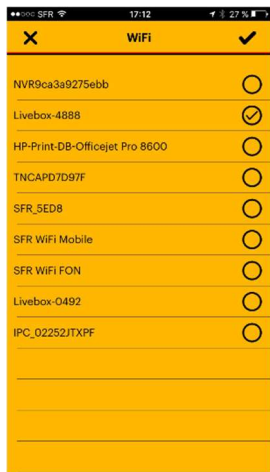 SFR 17:12 27 %
WiFi
NVR9ca3a9275ebb
Livebox-4888
HP-Print-DB-Officejet Pro 8600
TNCAPD7D97F
SFR_5ED8
SFR WiFi Mobile
SFR WiFi FON
Livebox-0492
IPC_02252JTXPF